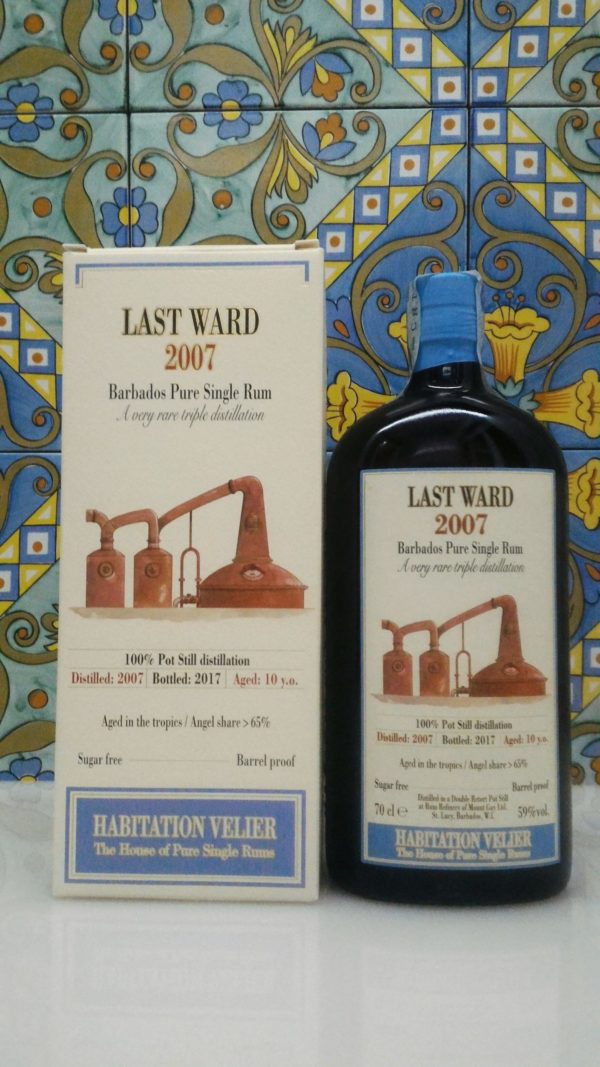 LAST WARD
2007
Barbados Pure Single Rum
A very rare triple distillation
100% Pot Still distillation
Distilled: 2007 | Bottled: 2017 | Aged: 10 y.o.
Aged in the tropics / Angel share > 65%
Sugar free Barrel proof
HABITATION VELIER
The House of Pure Single Rums
LAST WARD
2007
Barbados Pure Single Rum
A very rare triple distillation
100% Pot Still distillation
Distilled: 2007 | Bottled: 2017 | Aged: 10 y.o.
Aged in the tropics / Angel share > 65%
Sugar free Barrel proof
Distilled in a Double Retort Pot Still
at Rum Refinery of Mount Gay Ltd.
St. Lucy, Barbados, W.I.
70 cl ℮ 59%vol.
HABITATION VELIER
The House of Pure Single Rums